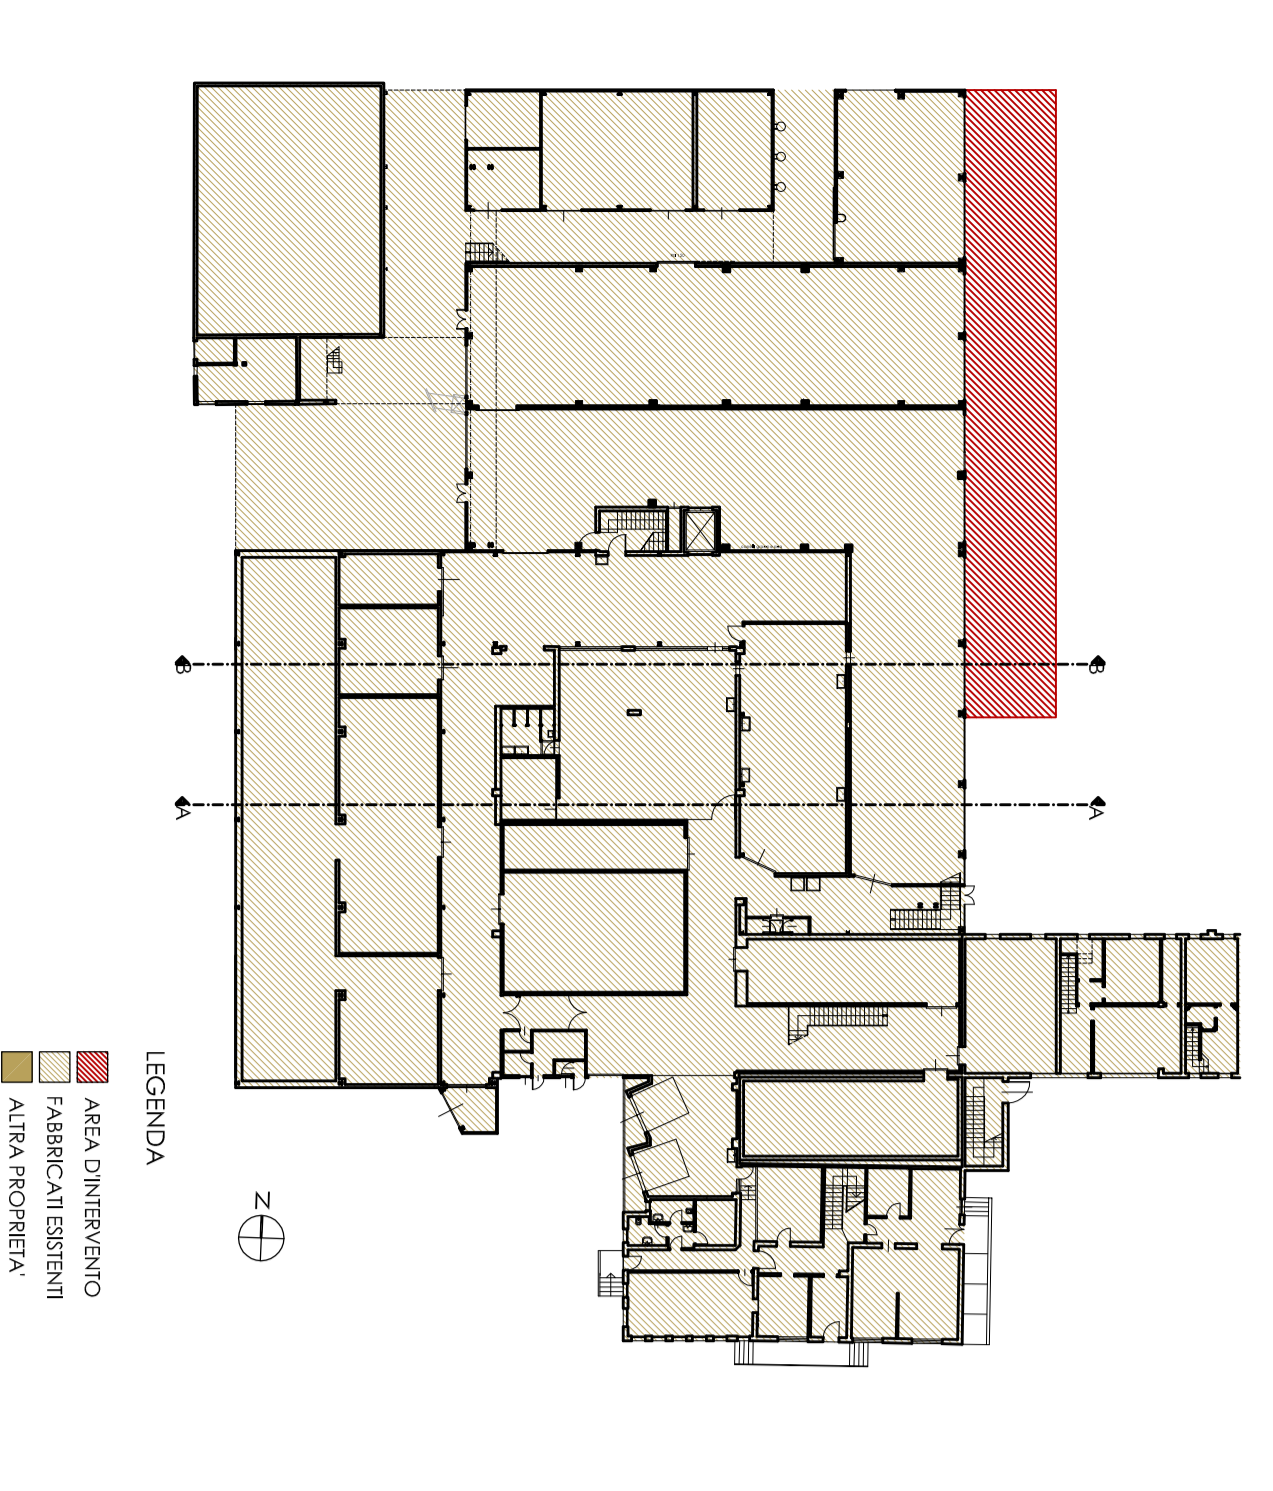 B
B
A
A
LEGENDA
AREA D'INTERVENTO
FABBRICATI ESISTENTI
ALTRA PROPRIETA'
N